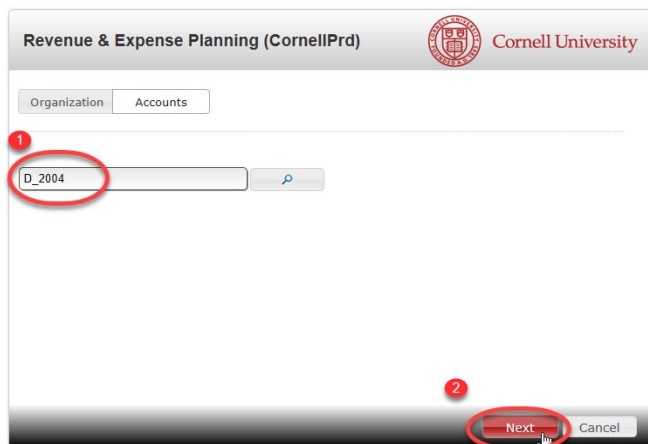 Revenue & Expense Planning (CornellPrd)
Cornell University
Organization
Accounts
1
D_2004
2
Next
Cancel